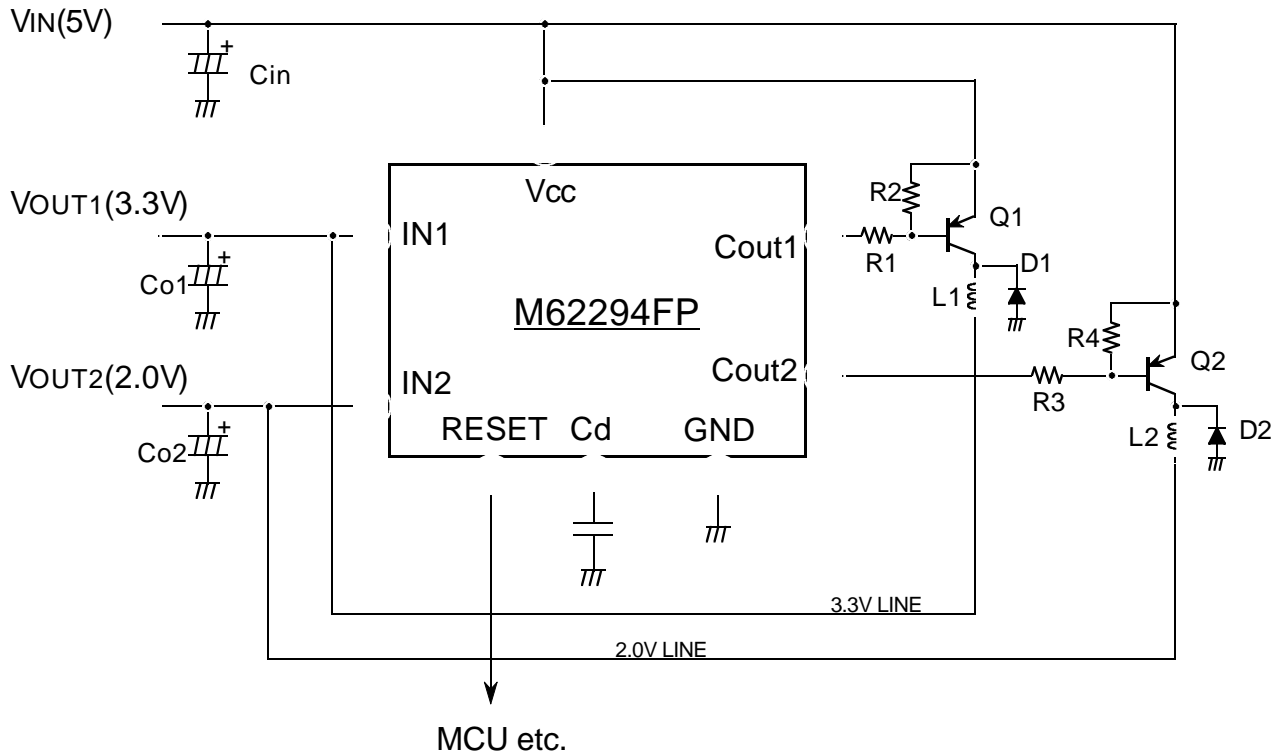 VIN(5V)
Cin
VOUT1(3.3V)
Co1
VOUT2(2.0V)
Co2
Vcc
IN1
Cout1
M62294FP
IN2
Cout2
RESET
Cd
GND
R2
R1
Q1
D1
L1
R4
R3
Q2
L2
D2
3.3V LINE
2.0V LINE
MCU etc.